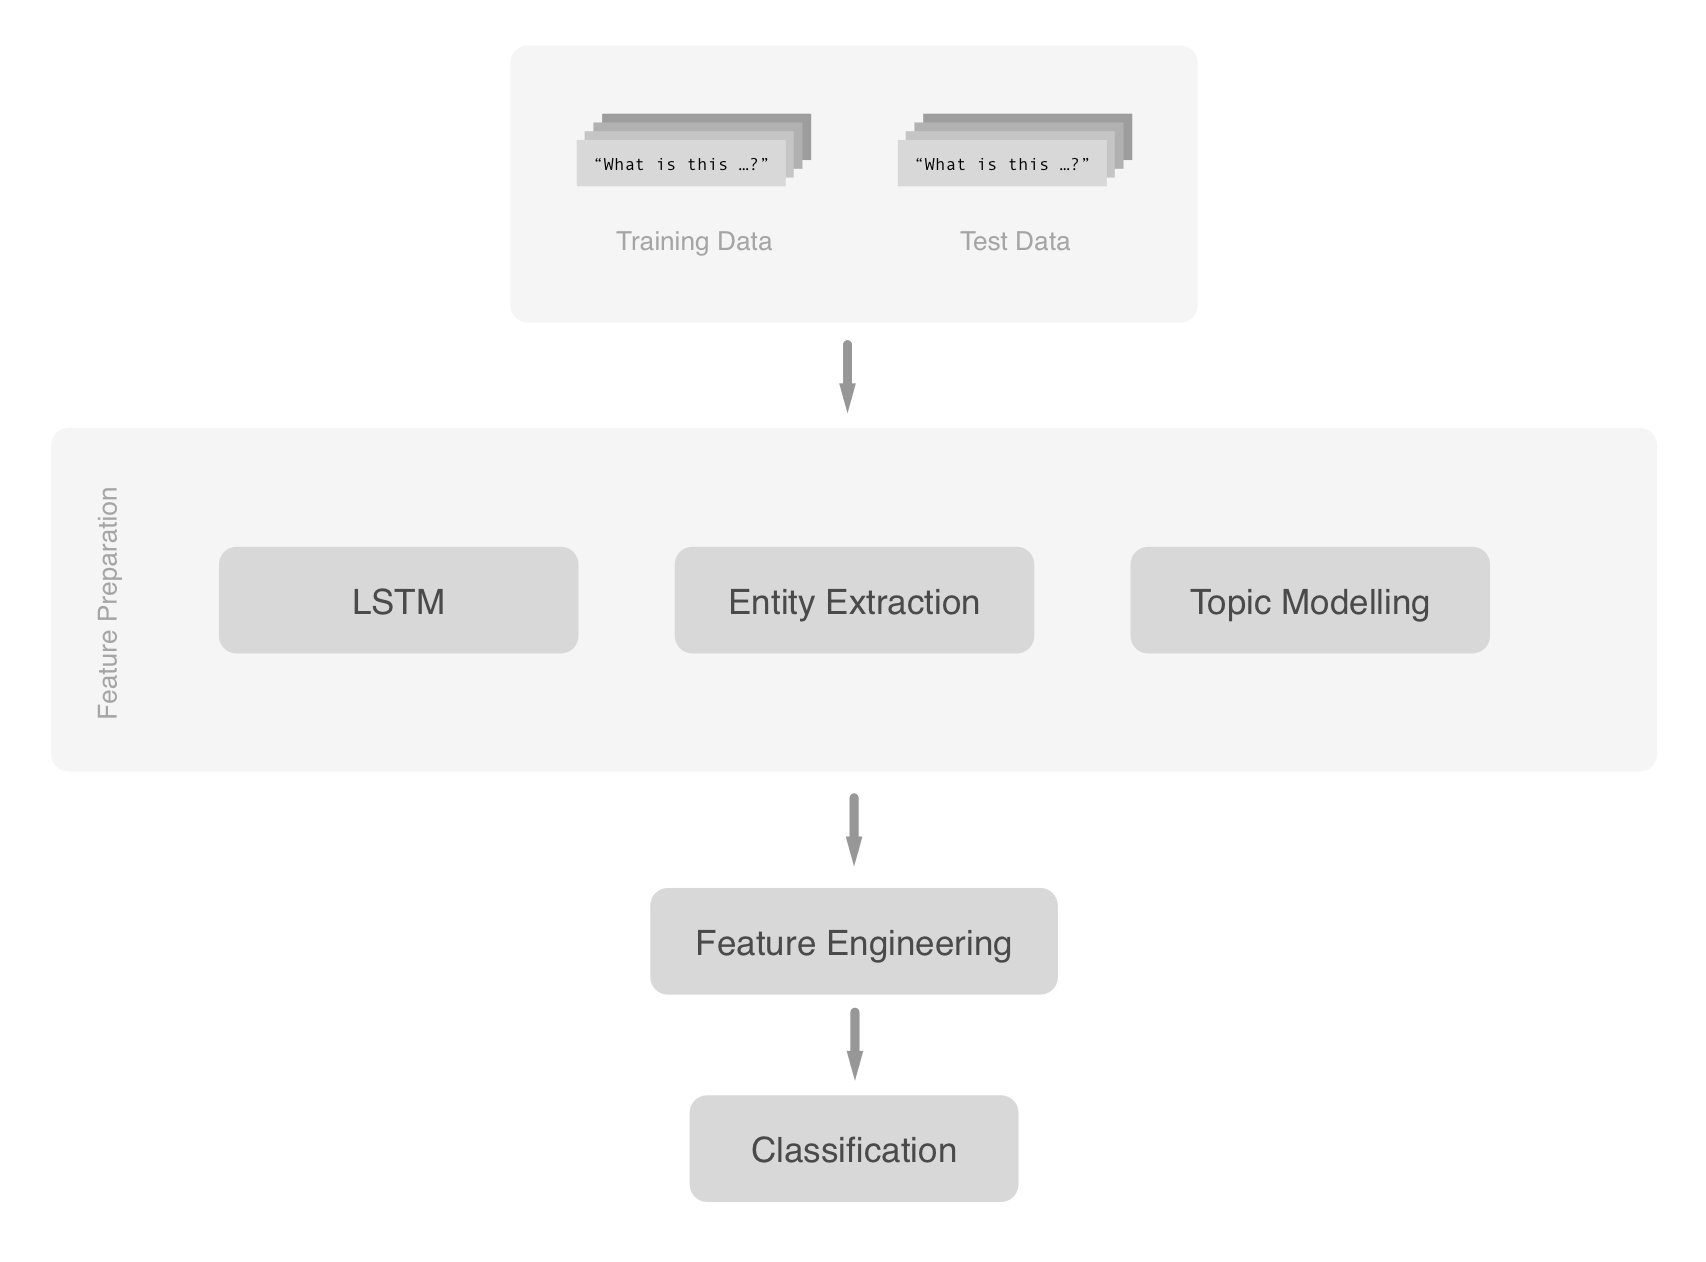 “What is this …?”
“What is this …?”
Training Data
Test Data
Feature Preparation
LSTM
Entity Extraction
Topic Modelling
Feature Engineering
Classification